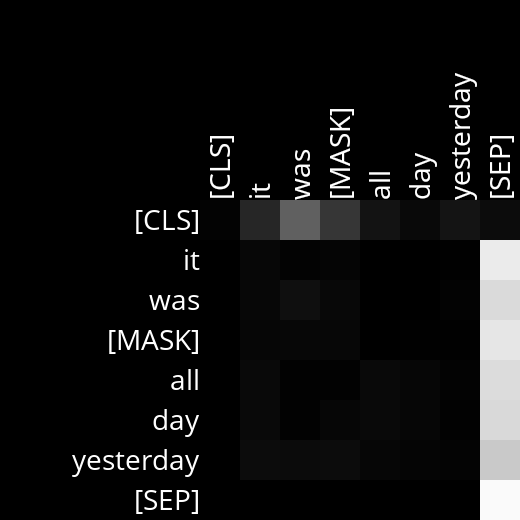 [CLS] it was [MASK] all day yesterday [SEP]
[CLS]
it
was
[MASK]
all
day
yesterday
[SEP]